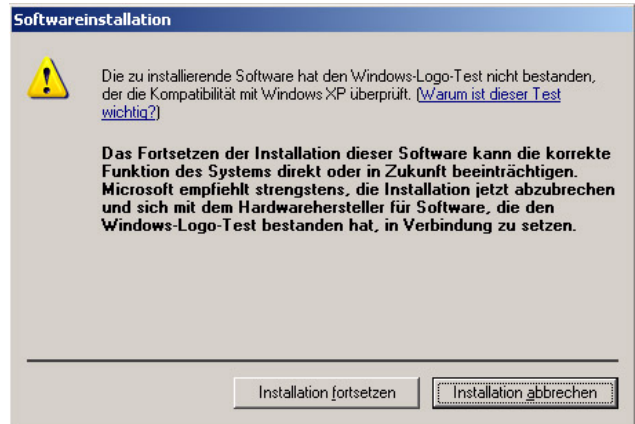 Softwareinstallation
Die zu installierende Software hat den Windows-Logo-Test nicht bestanden,
der die Kompatibilität mit Windows XP überprüft. (Warum ist dieser Test
wichtig?)
Das Fortsetzen der Installation dieser Software kann die korrekte
Funktion des Systems direkt oder in Zukunft beeinträchtigen.
Microsoft empfiehlt strengstens, die Installation jetzt abzubrechen
und sich mit dem Hardwarehersteller für Software, die den
Windows-Logo-Test bestanden hat, in Verbindung zu setzen.
Installation fortsetzen
Installation abbrechen